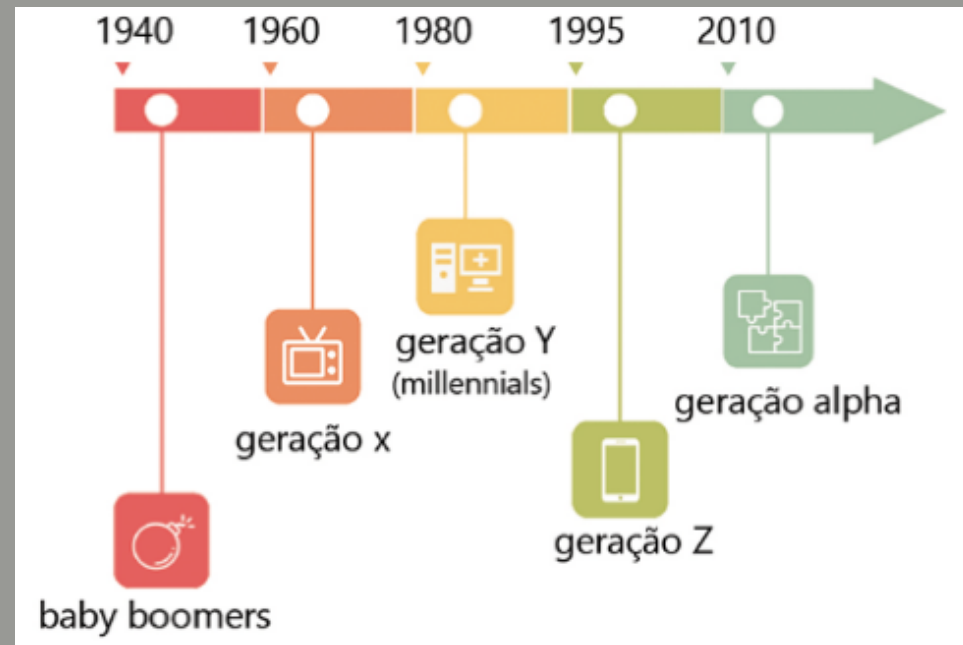 1940 1960 1980 1995 2010
geração Y
(millennials)
geração alpha
geração x
geração Z
baby boomers